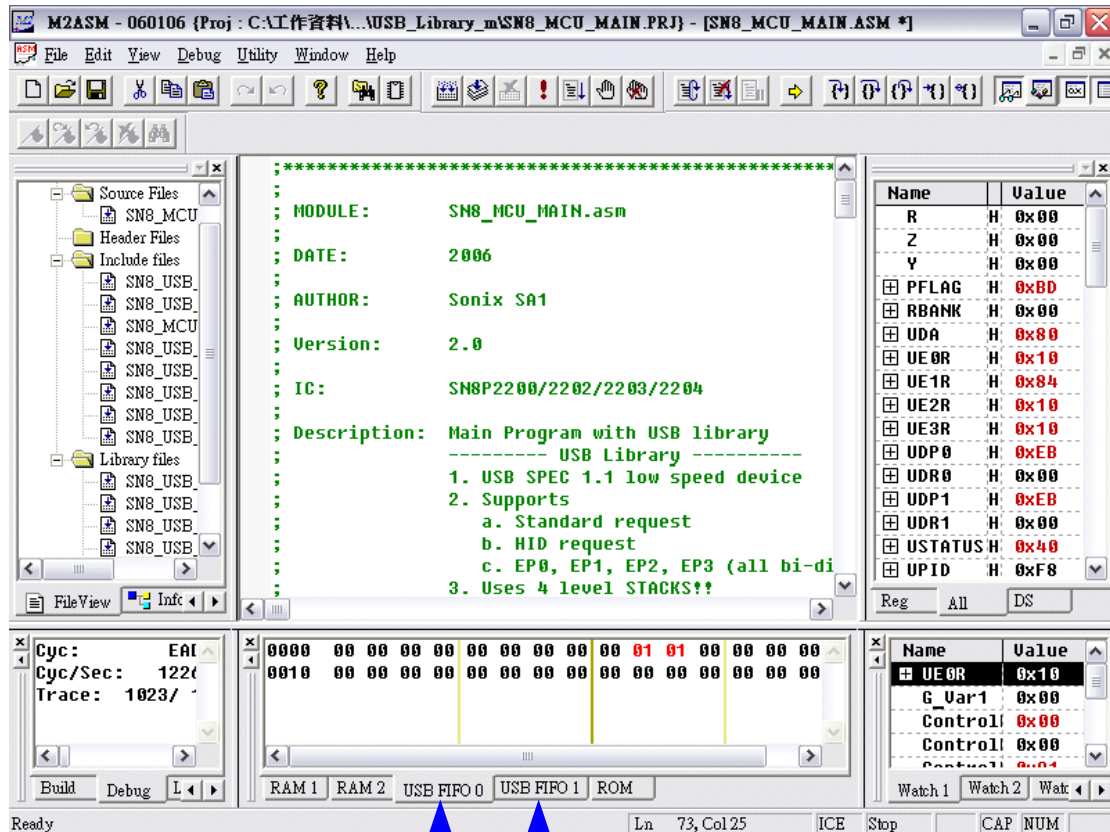 M2ASM - 060106 {Proj : C:\工作資料\...\USB_Library_m\SN8_MCU_MAIN.PRJ} - [SN8_MCU_MAIN.ASM *]
File Edit View Debug Utility Window Help
Source Files
SN8_MCU
Header Files
Include files
SN8_USB_
SN8_USB_
SN8_MCU
SN8_USB_
SN8_USB_
SN8_USB_
SN8_USB_
SN8_USB_
Library files
SN8_USB_
SN8_USB_
SN8_USB_
SN8_USB_
FileView Info
;**************************************************
;
; MODULE: SN8_MCU_MAIN.asm
;
; DATE: 2006
;
; AUTHOR: Sonix SA1
;
; Version: 2.0
;
; IC: SN8P2200/2202/2203/2204
;
; Description: Main Program with USB library
; --------- USB Library ----------
; 1. USB SPEC 1.1 low speed device
; 2. Supports
; a. Standard request
; b. HID request
; c. EP0, EP1, EP2, EP3 (all bi-di
; 3. Uses 4 level STACKS!!
Name Value
R H 0x00
Z H 0x00
Y H 0x00
PFLAG H 0xBD
RBANK H 0x00
UDA H 0x80
UE0R H 0x10
UE1R H 0x84
UE2R H 0x10
UE3R H 0x10
UDP0 H 0xEB
UDR0 H 0x00
UDP1 H 0xEB
UDR1 H 0x00
USTATUS H 0x40
UPID H 0xF8
Reg All DS
Cyc: EA
Cyc/Sec: 122
Trace: 1023/
Build Debug L
0000 00 00 00 00 00 00 00 00 00 01 01 00 00 00 00
0010 00 00 00 00 00 00 00 00 00 00 00 00 00 00 00
RAM 1 RAM 2 USB FIFO 0 USB FIFO 1 ROM
Name Value
UE0R 0x10
G_Var1 0x00
Control 0x00
Control 0x00
Watch 1 Watch 2 Watc
Ready Ln 73, Col 25 ICE Stop CAP NUM